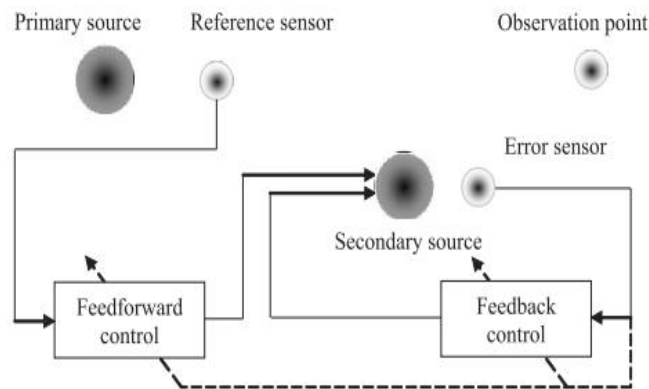 Primary source
Reference sensor
Observation point
Error sensor
Secondary source
Feedforward
control
Feedback
control